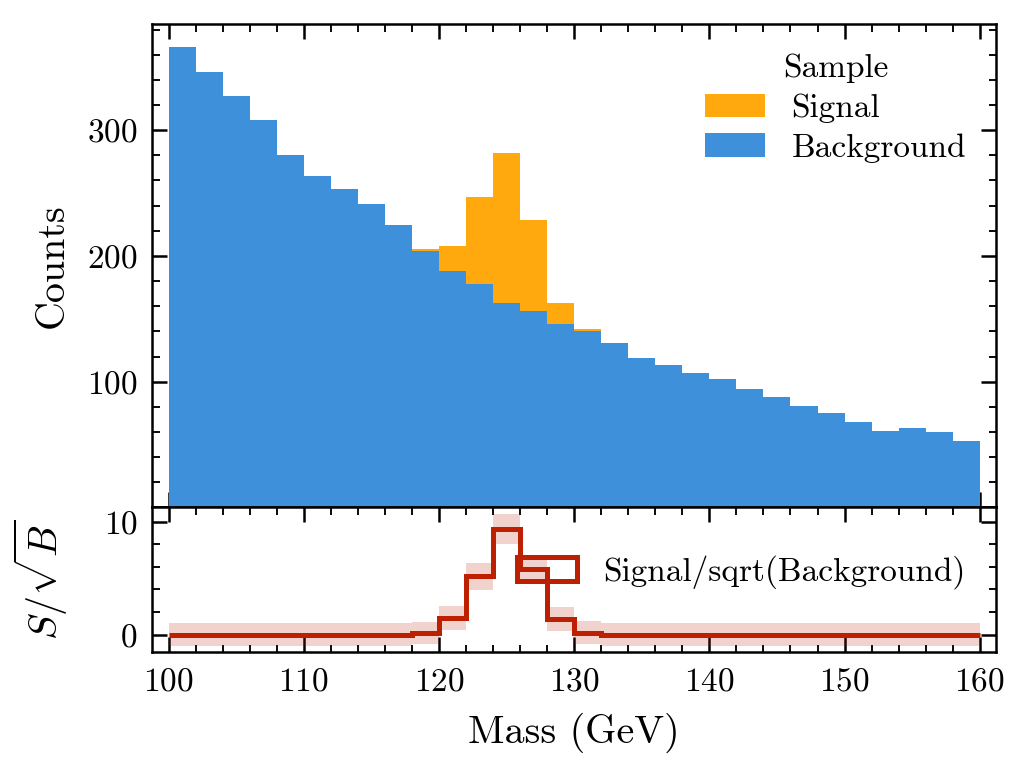 Counts
300
200
100
Sample
Signal
Background
S/√B
10
0
Signal/sqrt(Background)
100 110 120 130 140 150 160
Mass (GeV)